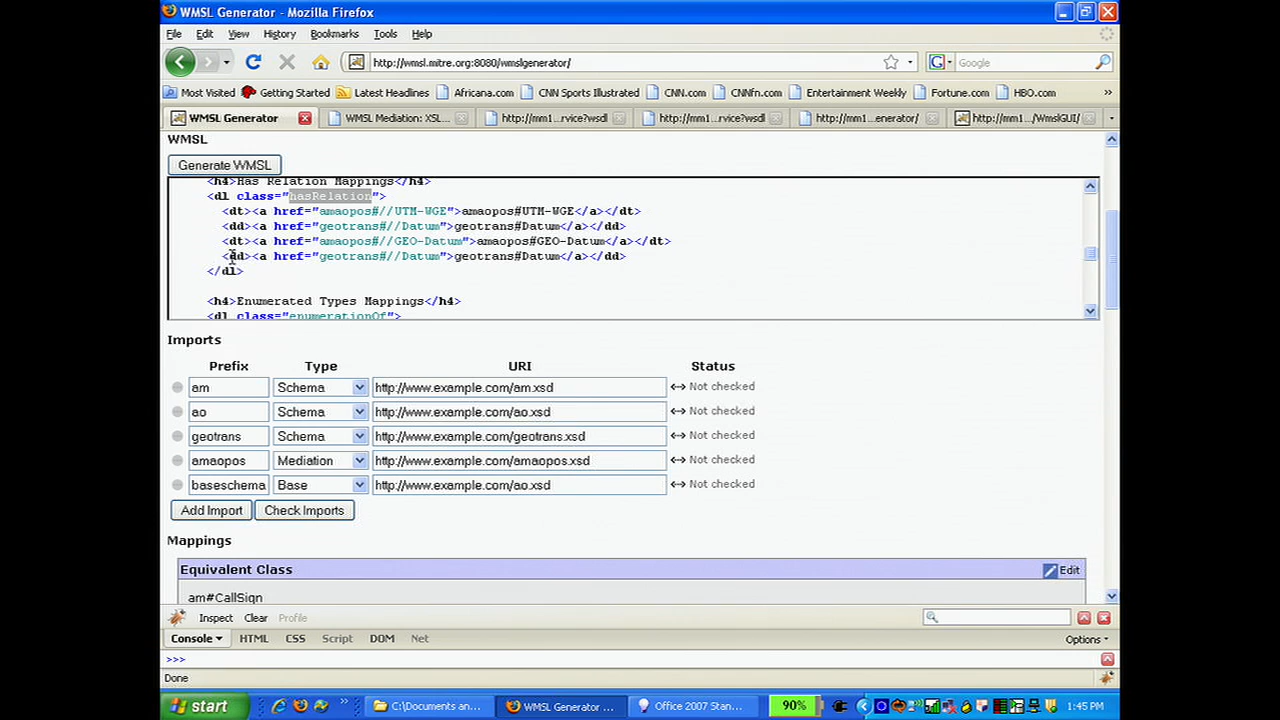 WMSL Generator - Mozilla Firefox
File Edit View History Bookmarks Tools Help
http://wmsl.mitre.org:8080/wmslgenerator/
Google
Most Visited Getting Started Latest Headlines Africana.com CNN Sports Illustrated CNN.com CNNfn.com Entertainment Weekly Fortune.com HBO.com »
WMSL Generator WMSL Mediation: XSL... http://mm1...rvice?wsdl http://mm1...rvice?wsdl http://mm1...enerator/ http://mm1.../WmslGUI/
WMSL
Generate WMSL
<h4>Has Relation Mappings</h4>
<dl class="hasRelation">
<dt><a href="amaopos#//UTM-WGE">amaopos#UTM-WGE</a></dt>
<dd><a href="geotrans#//Datum">geotrans#Datum</a></dd>
<dt><a href="amaopos#//GEO-Datum">amaopos#GEO-Datum</a></dt>
<dd><a href="geotrans#//Datum">geotrans#Datum</a></dd>
</dl>
<h4>Enumerated Types Mappings</h4>
<dl class="enumerationOf">
Imports
Prefix Type URI Status
am Schema http://www.example.com/am.xsd Not checked
ao Schema http://www.example.com/ao.xsd Not checked
geotrans Schema http://www.example.com/geotrans.xsd Not checked
amaopos Mediation http://www.example.com/amaopos.xsd Not checked
baseschema Base http://www.example.com/ao.xsd Not checked
Add Import Check Imports
Mappings
Equivalent Class Edit
am#CallSign
Inspect Clear Profile
Console HTML CSS Script DOM Net Options
>>>
Done
start » C:\Documents an... WMSL Generator ... Office 2007 Stan... 90% 1:45 PM